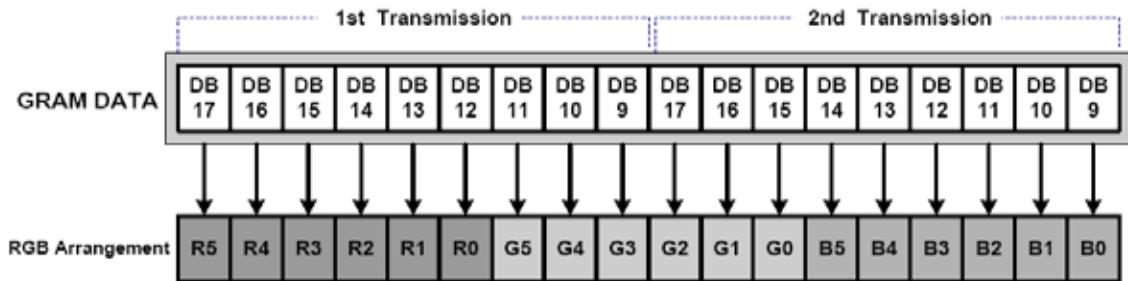 1st Transmission 2nd Transmission
GRAM DATA DB 17 DB 16 DB 15 DB 14 DB 13 DB 12 DB 11 DB 10 DB 9 DB 17 DB 16 DB 15 DB 14 DB 13 DB 12 DB 11 DB 10 DB 9
RGB Arrangement R5 R4 R3 R2 R1 R0 G5 G4 G3 G2 G1 G0 B5 B4 B3 B2 B1 B0